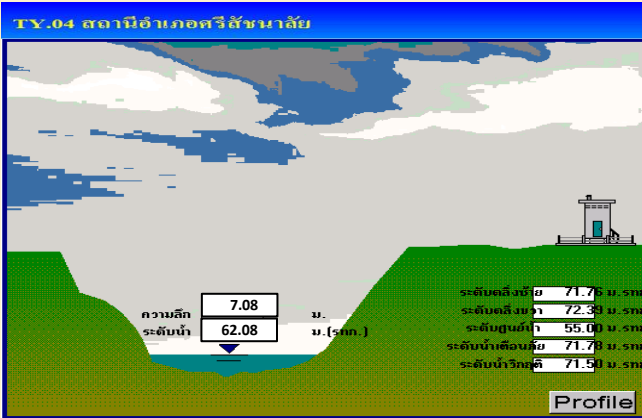 TY.04 สถานีอำเภอศรีสัชนาลัย
ความลึก 7.08 ม.
ระดับน้ำ 62.08 ม.(รทก.)
ระดับตลิ่งซ้าย 71.76 ม.รทก
ระดับตลิ่งขวา 72.39 ม.รทก
ระดับศูนย์น้ำ 55.00 ม.รทก
ระดับน้ำเตือนภัย 71.78 ม.รทก
ระดับน้ำวิกฤติ 71.50 ม.รทก
Profile